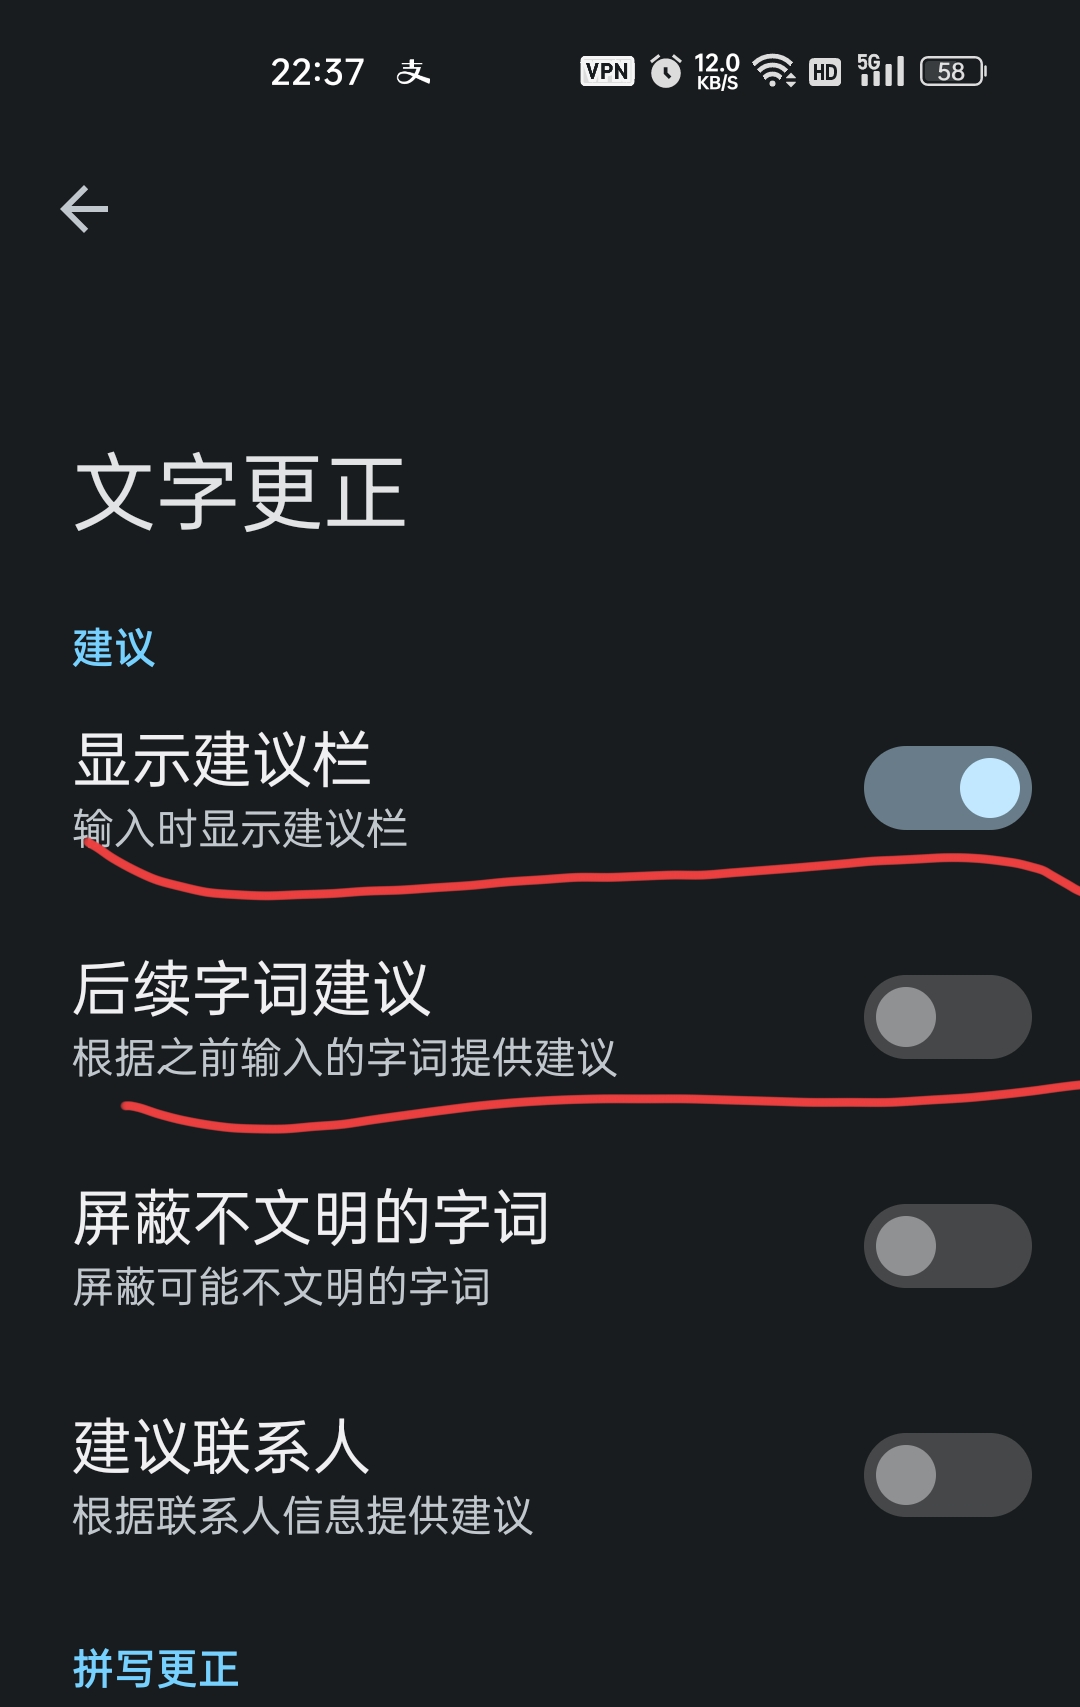 22:37 支 VPN 12.0 KB/S HD 5G 58
文字更正
建议
显示建议栏
输入时显示建议栏
后续字词建议
根据之前输入的字词提供建议
屏蔽不文明的字词
屏蔽可能不文明的字词
建议联系人
根据联系人信息提供建议
拼写更正